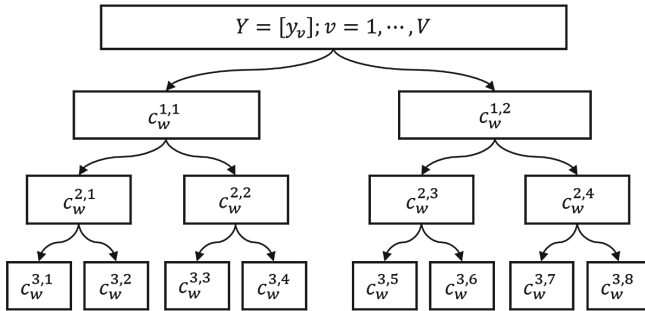 Y = [y_v]; v = 1, ⋯, V
c_w^{1,1} c_w^{1,2}
c_w^{2,1} c_w^{2,2} c_w^{2,3} c_w^{2,4}
c_w^{3,1} c_w^{3,2} c_w^{3,3} c_w^{3,4} c_w^{3,5} c_w^{3,6} c_w^{3,7} c_w^{3,8}